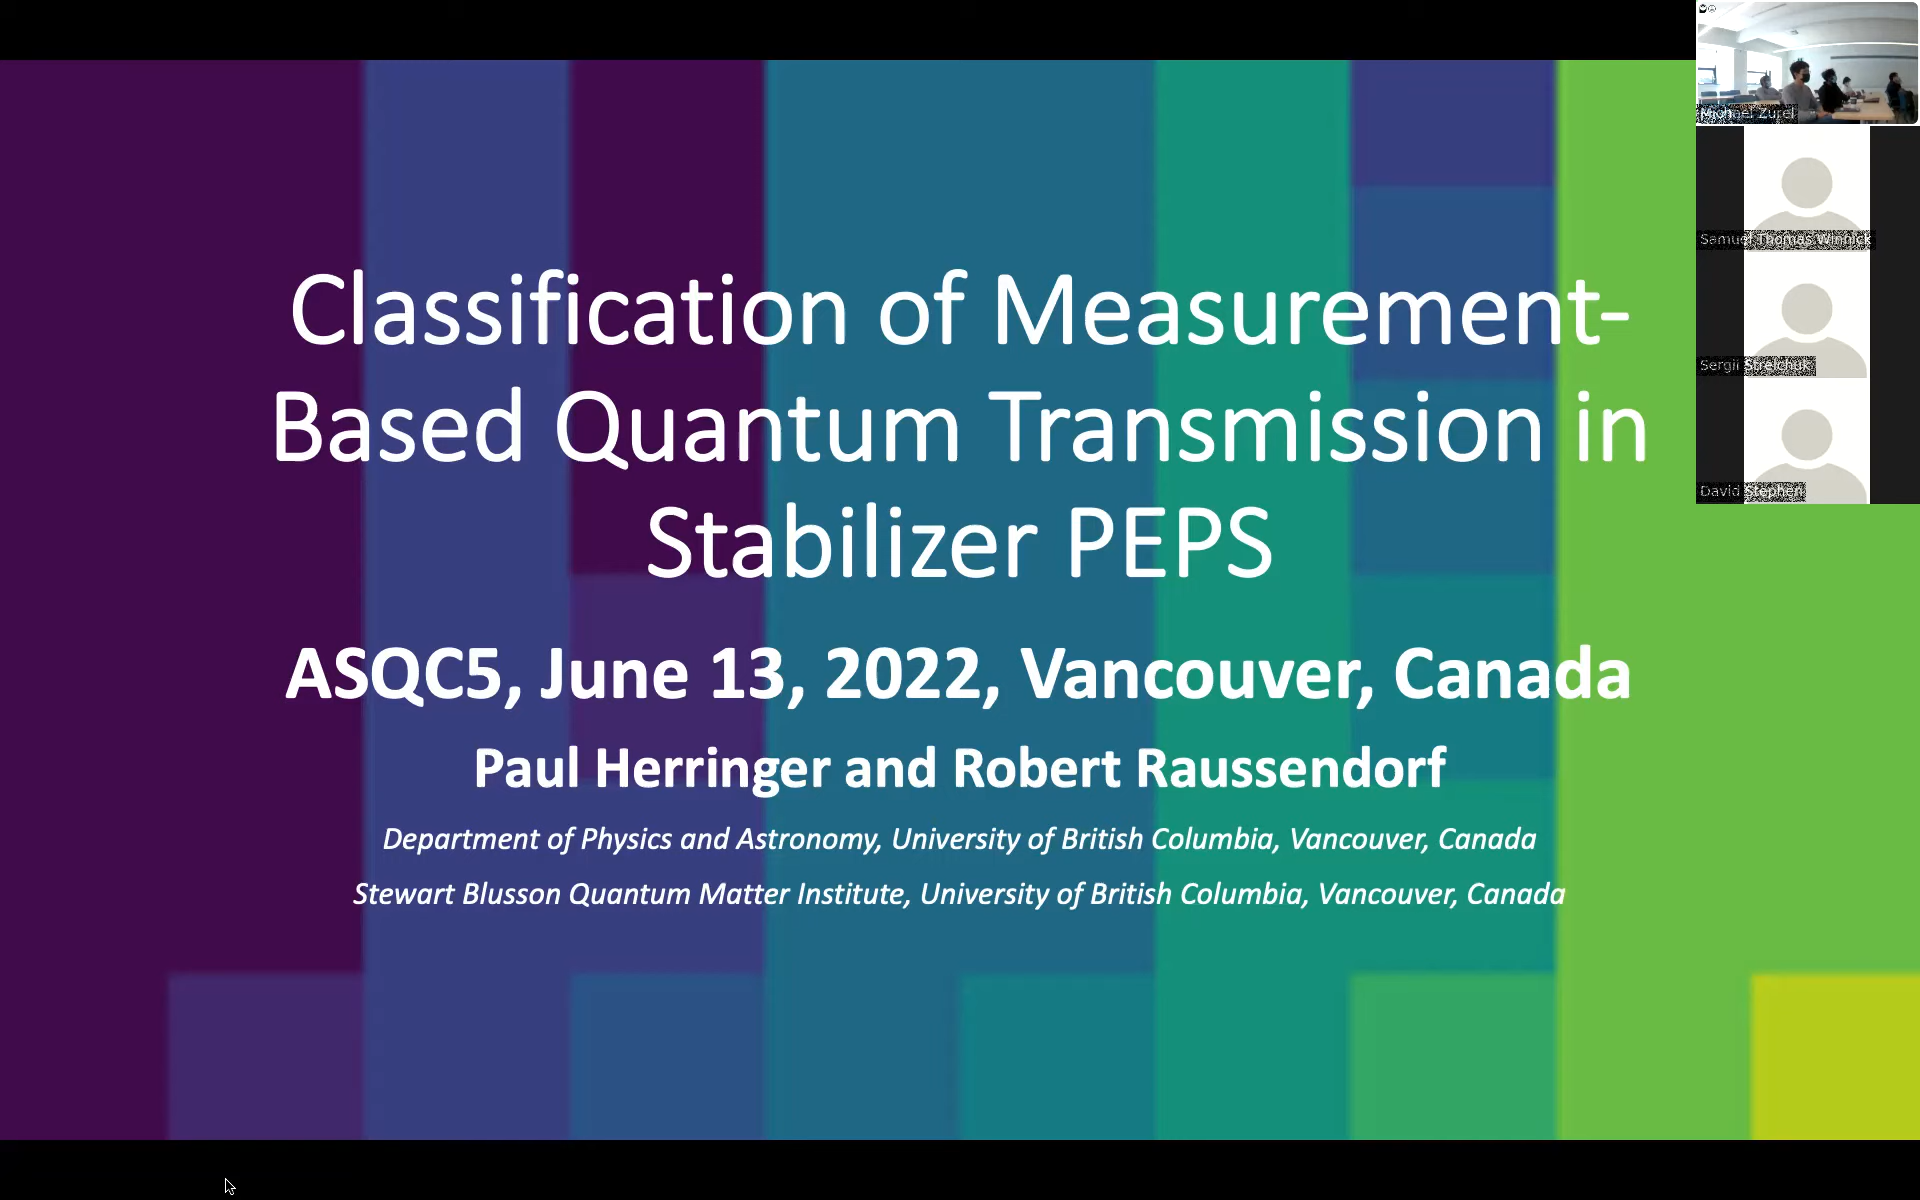 Classification of Measurement-
Based Quantum Transmission in
Stabilizer PEPS
ASQC5, June 13, 2022, Vancouver, Canada
Paul Herringer and Robert Raussendorf
Department of Physics and Astronomy, University of British Columbia, Vancouver, Canada
Stewart Blusson Quantum Matter Institute, University of British Columbia, Vancouver, Canada
Michael Zurel
Samuel Thomas Winnick
Sergii Strelchuk
David Stephen